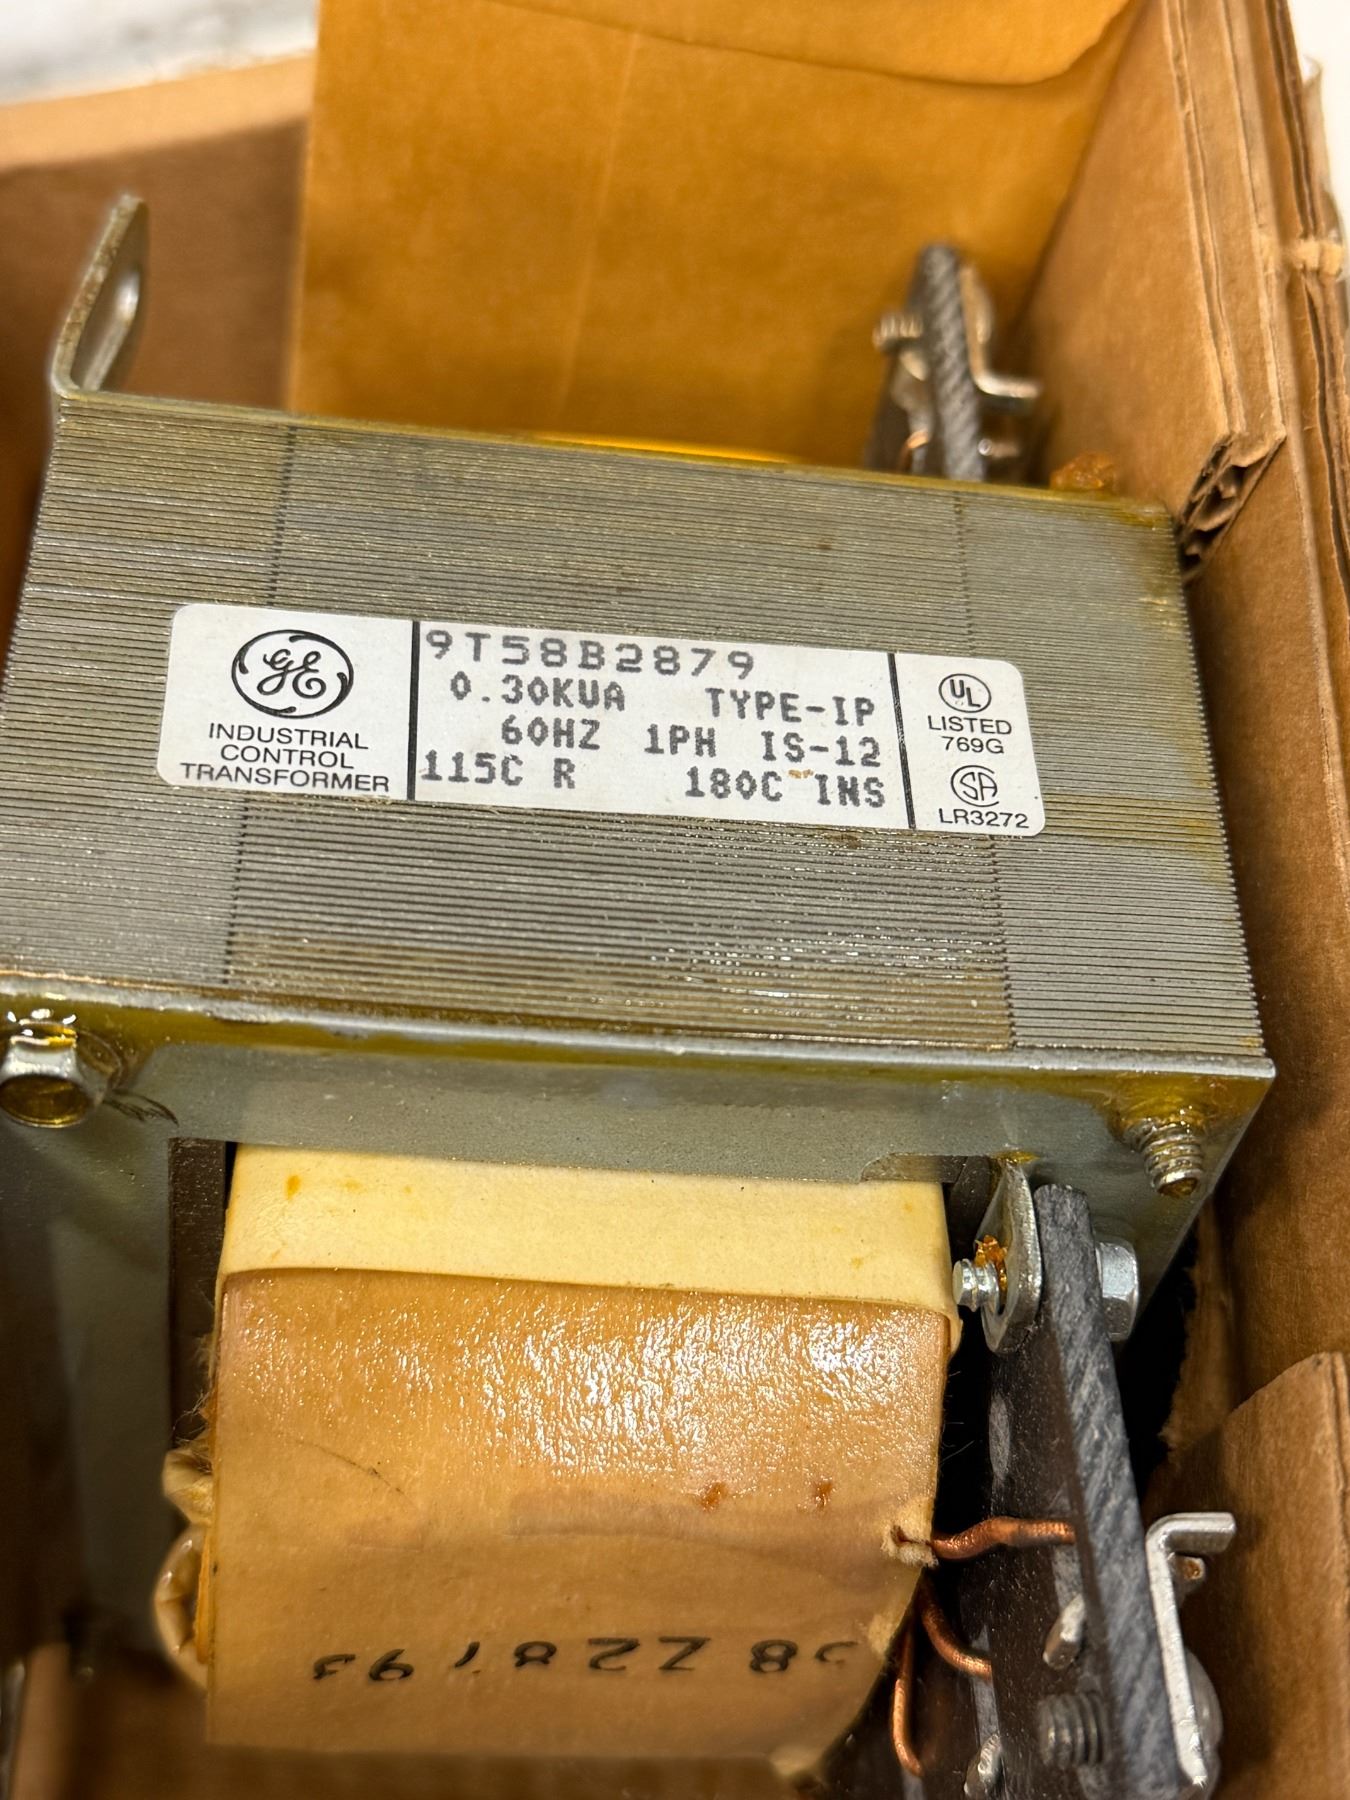 GE
INDUSTRIAL
CONTROL
TRANSFORMER
9T58B2879
0.30KVA TYPE-IP
60HZ 1PH IS-12
115C R 180C INS
UL
LISTED
769G
SA
LR3272